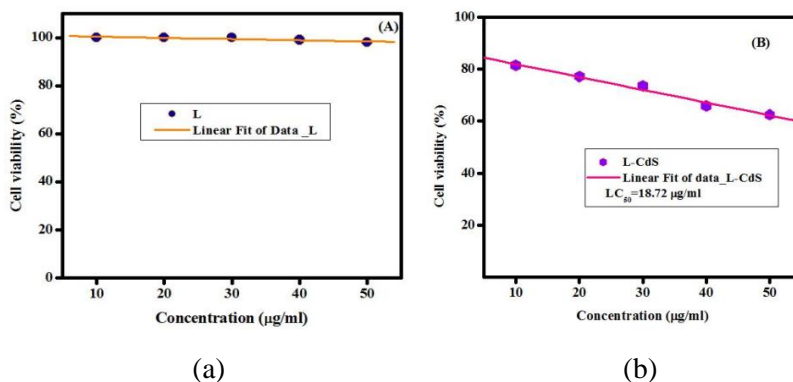 (A)
100
80
60
40
20
0
Cell viability (%)
L
Linear Fit of Data _L
10 20 30 40 50
Concentration (μg/ml)
(a)
(B)
100
80
60
40
20
Cell viability (%)
L-CdS
Linear Fit of data_L-CdS
LC50=18.72 μg/ml
10 20 30 40 50
Concentration (μg/ml)
(b)